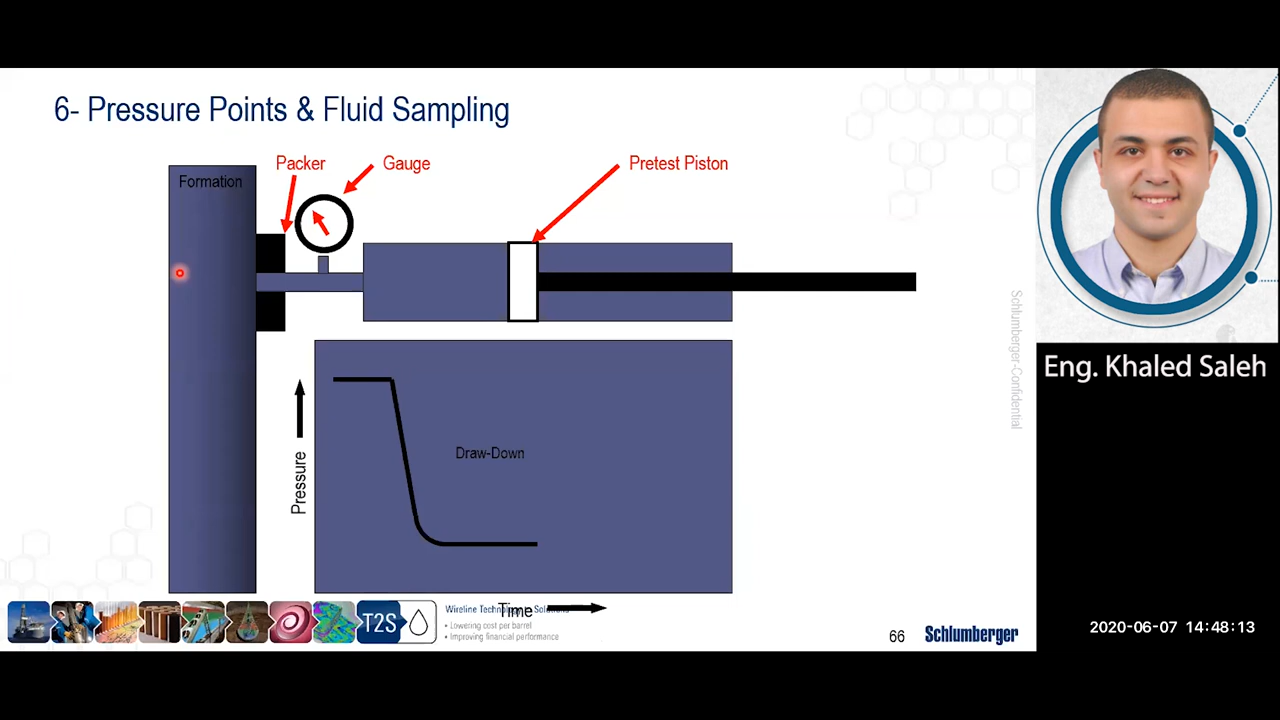 6- Pressure Points & Fluid Sampling
Packer
Gauge
Pretest Piston
Formation
Draw-Down
Pressure
Time
Wireline Technology Solutions
• Lowering cost per barrel
• Improving financial performance
T2S
66
Schlumberger
Schlumberger-Confidential
Eng. Khaled Saleh
2020-06-07 14:48:13